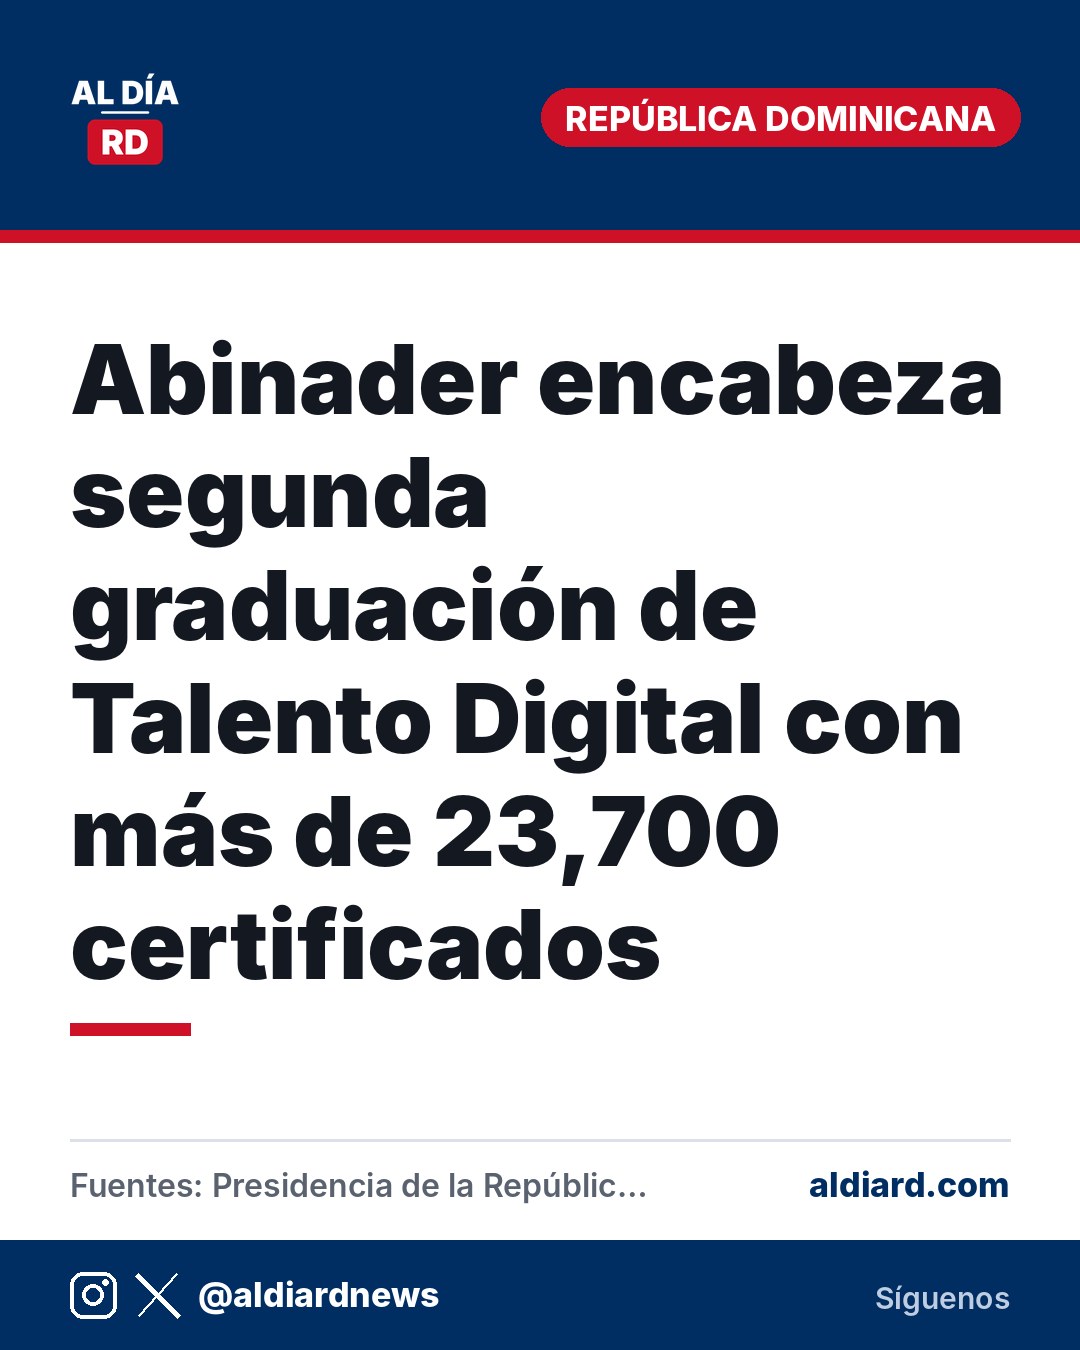 AL DÍA
RD
REPÚBLICA DOMINICANA
Abinader encabeza
segunda
graduación de
Talento Digital con
más de 23,700
certificados
Fuentes: Presidencia de la Repúblic...
aldiard.com
@aldiardnews
Síguenos